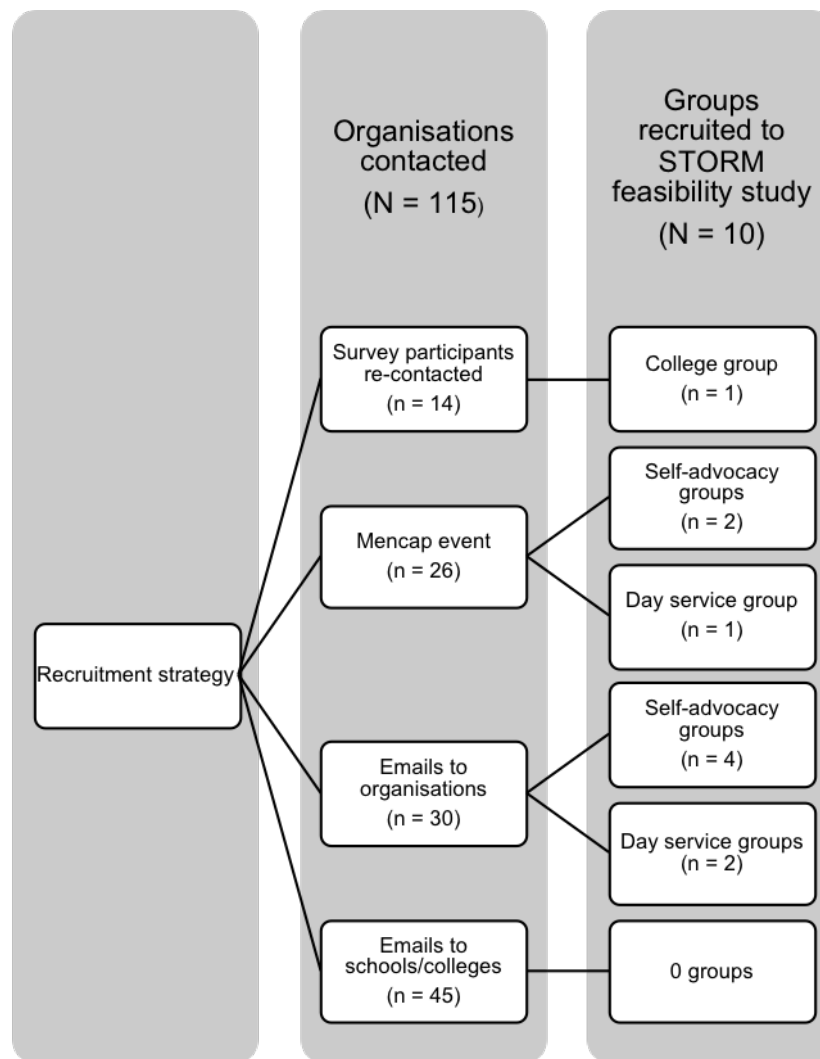 Organisations
contacted
(N = 115)
Groups
recruited to
STORM
feasibility study
(N = 10)
Recruitment strategy
Survey participants
re-contacted
(n = 14)
College group
(n = 1)
Mencap event
(n = 26)
Self-advocacy
groups
(n = 2)
Day service group
(n = 1)
Emails to
organisations
(n = 30)
Self-advocacy
groups
(n = 4)
Day service groups
(n = 2)
Emails to
schools/colleges
(n = 45)
0 groups